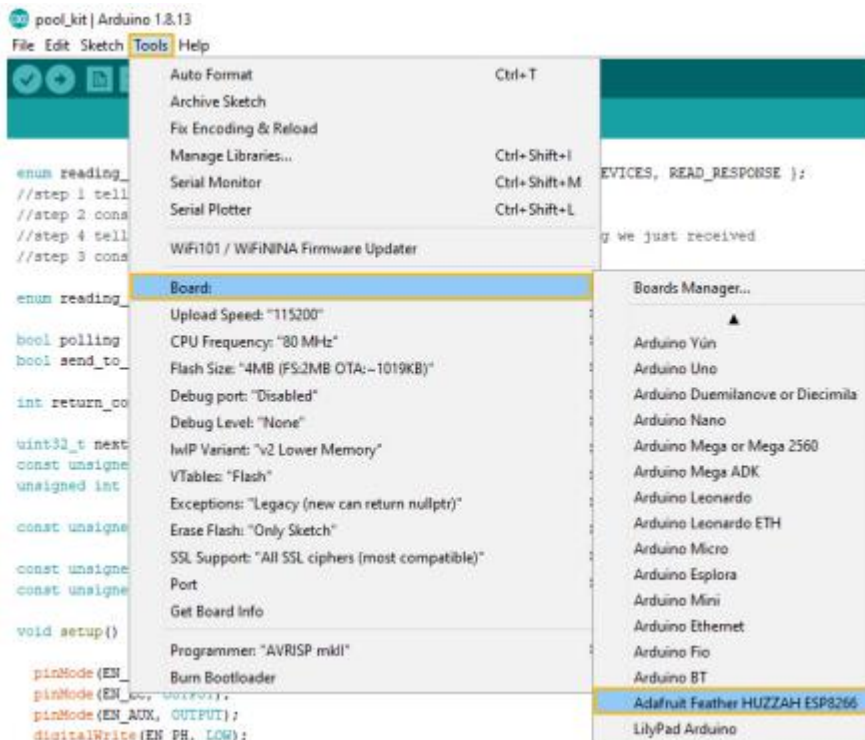 pool_kit | Arduino 1.8.13
File Edit Sketch Tools Help
Auto Format Ctrl+T
Archive Sketch
Fix Encoding & Reload
Manage Libraries... Ctrl+Shift+I
Serial Monitor Ctrl+Shift+M
Serial Plotter Ctrl+Shift+L
WiFi101 / WiFiNINA Firmware Updater
Board:
Upload Speed: "115200"
CPU Frequency: "80 MHz"
Flash Size: "4MB (FS:2MB OTA:~1019KB)"
Debug port: "Disabled"
Debug Level: "None"
lwIP Variant: "v2 Lower Memory"
VTables: "Flash"
Exceptions: "Legacy (new can return nullptr)"
Erase Flash: "Only Sketch"
SSL Support: "All SSL ciphers (most compatible)"
Port
Get Board Info
Programmer: "AVRISP mkII"
Burn Bootloader
Boards Manager...
Arduino Yún
Arduino Uno
Arduino Duemilanove or Diecimila
Arduino Nano
Arduino Mega or Mega 2560
Arduino Mega ADK
Arduino Leonardo
Arduino Leonardo ETH
Arduino Micro
Arduino Esplora
Arduino Mini
Arduino Ethernet
Arduino Fio
Arduino BT
Adafruit Feather HUZZAH ESP8266
LilyPad Arduino
enum reading_ EVICES, READ_RESPONSE };
//step 1 tell
//step 2 cons
//step 4 tell g we just received
//step 3 cons
enum reading_
bool polling
bool send_to_
int return_co
uint32_t next
const unsigne
unsigned int
const unsigne
const unsigne
const unsigne
void setup()
pinMode(EN_
pinMode(EN_EC, OUTPUT);
pinMode(EN_AUX, OUTPUT);
digitalWrite(EN_PH, LOW);